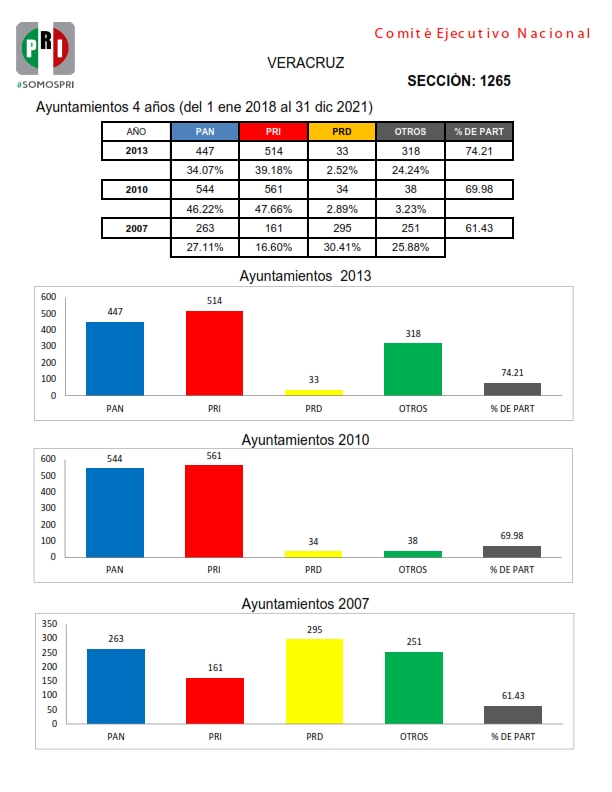 Comité Ejecutivo Nacional
PRI
#SOMOSPRI
VERACRUZ
SECCIÓN: 1265
Ayuntamientos 4 años (del 1 ene 2018 al 31 dic 2021)
AÑO PAN PRI PRD OTROS % DE PART
2013 447 514 33 318 74.21
34.07% 39.18% 2.52% 24.24%
2010 544 561 34 38 69.98
46.22% 47.66% 2.89% 3.23%
2007 263 161 295 251 61.43
27.11% 16.60% 30.41% 25.88%
Ayuntamientos 2013
600
500
400
300
200
100
0
447 514 33 318 74.21
PAN PRI PRD OTROS % DE PART
Ayuntamientos 2010
600
500
400
300
200
100
0
544 561 34 38 69.98
PAN PRI PRD OTROS % DE PART
Ayuntamientos 2007
350
300
250
200
150
100
50
0
263 161 295 251 61.43
PAN PRI PRD OTROS % DE PART